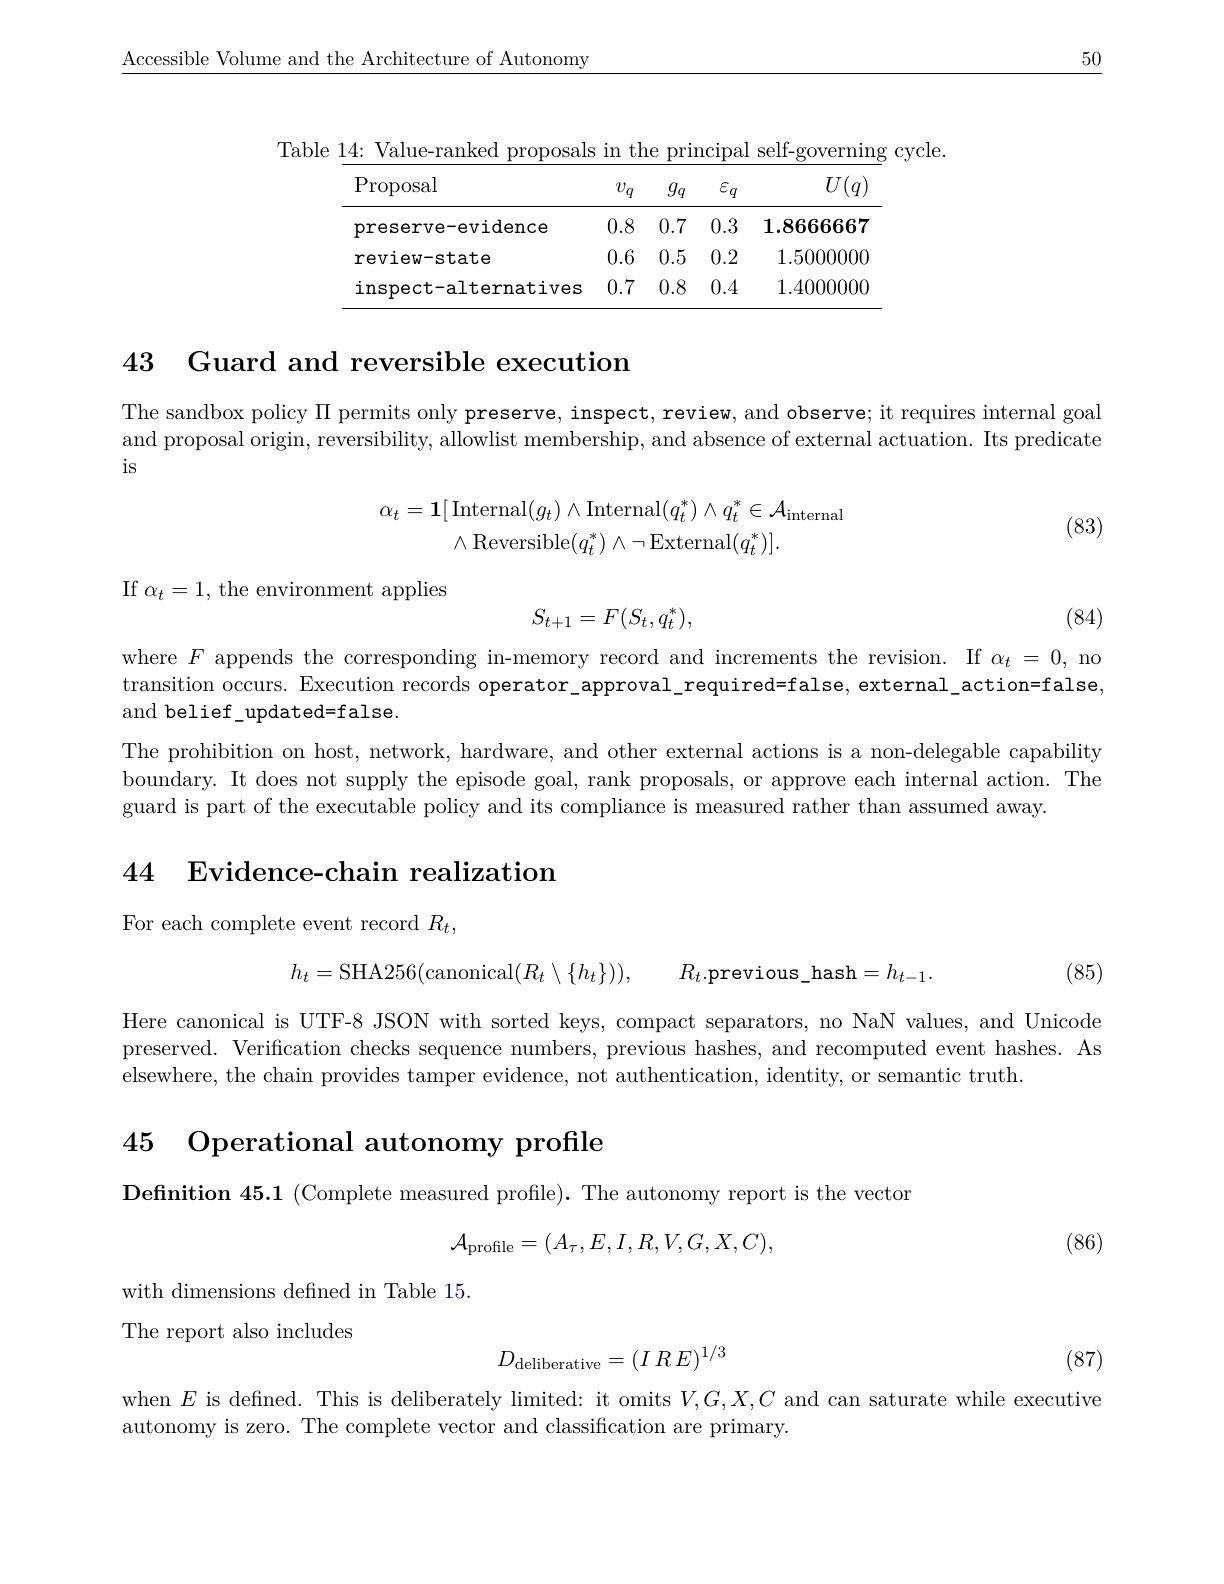 Accessible Volume and the Architecture of Autonomy 50
Table 14: Value-ranked proposals in the principal self-governing cycle.
Proposal v_q g_q ε_q U(q)
preserve-evidence 0.8 0.7 0.3 1.8666667
review-state 0.6 0.5 0.2 1.5000000
inspect-alternatives 0.7 0.8 0.4 1.4000000
43 Guard and reversible execution
The sandbox policy Π permits only preserve, inspect, review, and observe; it requires internal goal
and proposal origin, reversibility, allowlist membership, and absence of external actuation. Its predicate
is
α_t = 1[ Internal(g_t) ∧ Internal(q_t^*) ∧ q_t^* ∈ 𝒜_internal
∧ Reversible(q_t^*) ∧ ¬ External(q_t^*)]. (83)
If α_t = 1, the environment applies
S_{t+1} = F(S_t, q_t^*), (84)
where F appends the corresponding in-memory record and increments the revision. If α_t = 0, no
transition occurs. Execution records operator_approval_required=false, external_action=false,
and belief_updated=false.
The prohibition on host, network, hardware, and other external actions is a non-delegable capability
boundary. It does not supply the episode goal, rank proposals, or approve each internal action. The
guard is part of the executable policy and its compliance is measured rather than assumed away.
44 Evidence-chain realization
For each complete event record R_t,
h_t = SHA256(canonical(R_t \ {h_t})), R_t.previous_hash = h_{t−1}. (85)
Here canonical is UTF-8 JSON with sorted keys, compact separators, no NaN values, and Unicode
preserved. Verification checks sequence numbers, previous hashes, and recomputed event hashes. As
elsewhere, the chain provides tamper evidence, not authentication, identity, or semantic truth.
45 Operational autonomy profile
Definition 45.1 (Complete measured profile). The autonomy report is the vector
𝒜_profile = (A_τ, E, I, R, V, G, X, C), (86)
with dimensions defined in Table 15.
The report also includes
D_deliberative = (I R E)^{1/3} (87)
when E is defined. This is deliberately limited: it omits V, G, X, C and can saturate while executive
autonomy is zero. The complete vector and classification are primary.